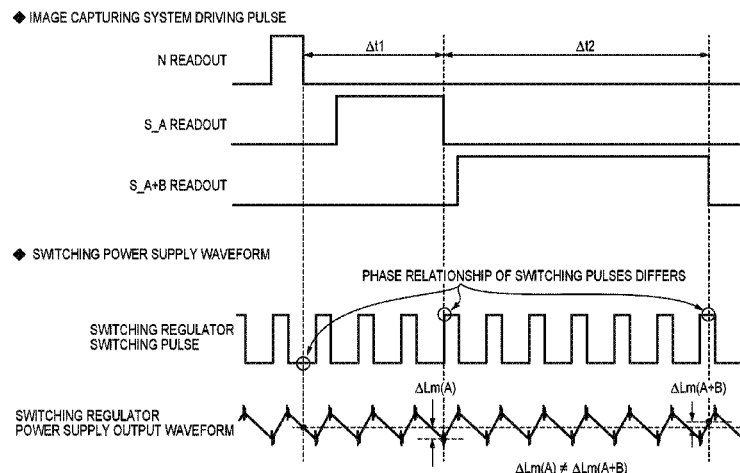 ◆ IMAGE CAPTURING SYSTEM DRIVING PULSE
Δt1
Δt2
N READOUT
S_A READOUT
S_A+B READOUT
◆ SWITCHING POWER SUPPLY WAVEFORM
PHASE RELATIONSHIP OF SWITCHING PULSES DIFFERS
SWITCHING REGULATOR
SWITCHING PULSE
ΔLm(A)
ΔLm(A+B)
SWITCHING REGULATOR
POWER SUPPLY OUTPUT WAVEFORM
ΔLm(A) ≠ ΔLm(A+B)